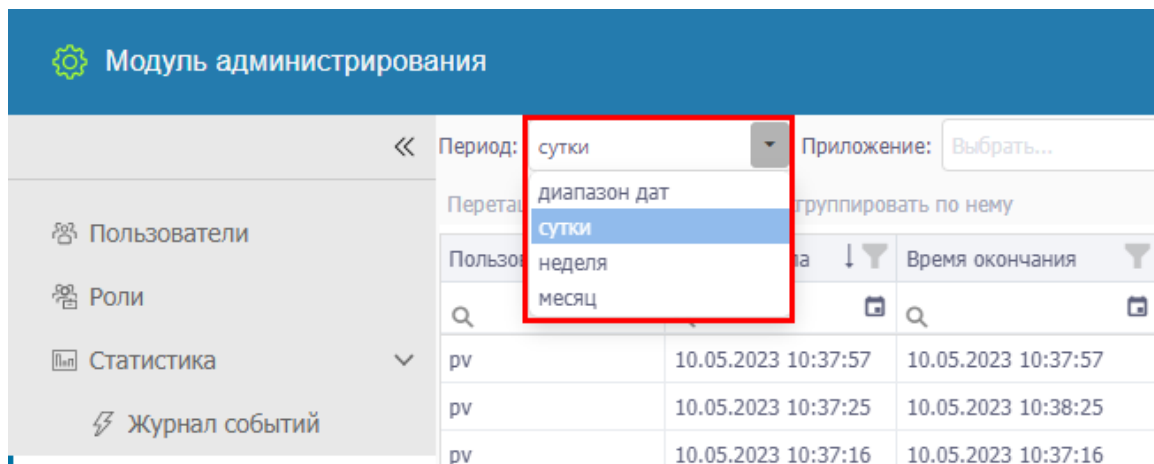 Модуль администрирования
Период: сутки Приложение: Выбрать...
диапазон дат
сутки
неделя
месяц
группировать по нему
Время окончания
Пользователи
Роли
Статистика
Журнал событий
pv 10.05.2023 10:37:57 10.05.2023 10:37:57
pv 10.05.2023 10:37:25 10.05.2023 10:38:25
pv 10.05.2023 10:37:16 10.05.2023 10:37:16